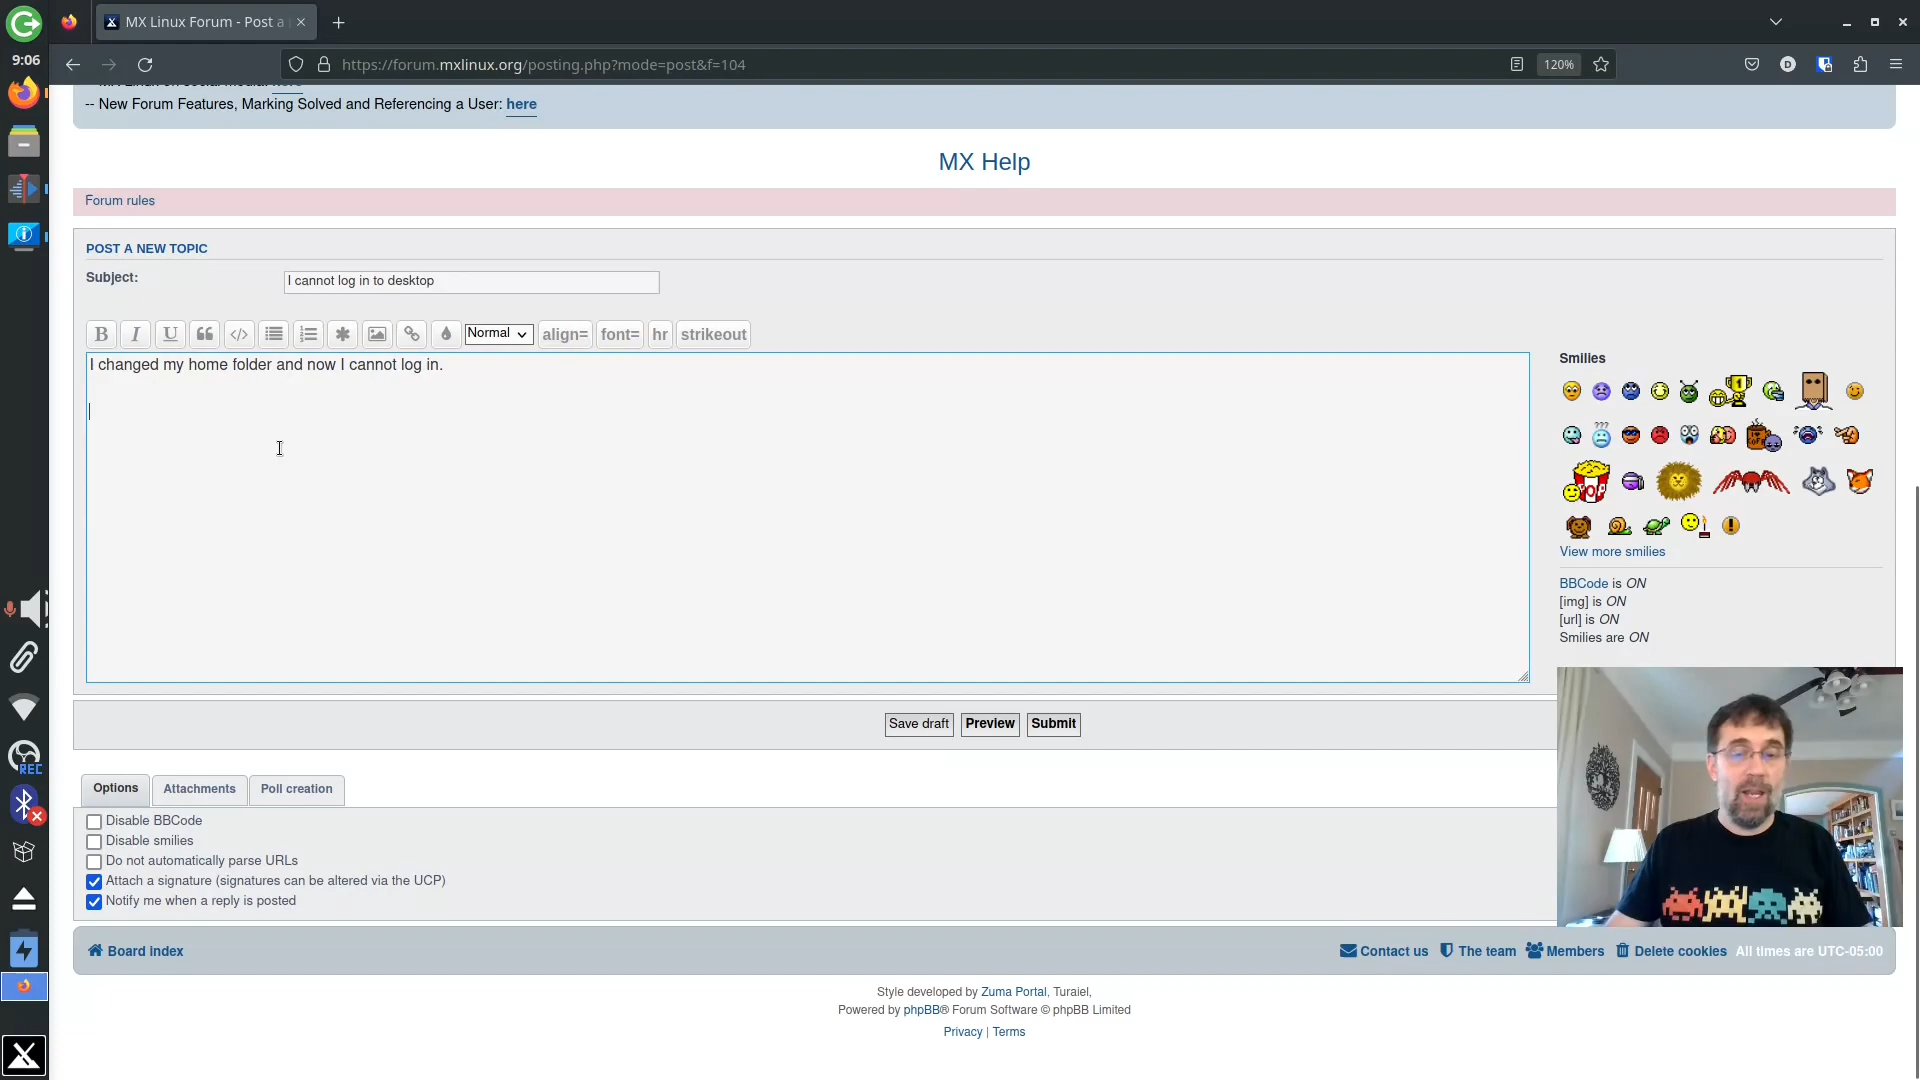 9:06
MX Linux Forum - Post a
https://forum.mxlinux.org/posting.php?mode=post&f=104
120%
-- New Forum Features, Marking Solved and Referencing a User: here
MX Help
Forum rules
POST A NEW TOPIC
Subject:
I cannot log in to desktop
B I U </> Normal align= font= hr strikeout
I changed my home folder and now I cannot log in.
Smilies
View more smilies
BBCode is ON
[img] is ON
[url] is ON
Smilies are ON
REC
Save draft Preview Submit
Options Attachments Poll creation
Disable BBCode
Disable smilies
Do not automatically parse URLs
Attach a signature (signatures can be altered via the UCP)
Notify me when a reply is posted
Board index
Contact us The team Members Delete cookies All times are UTC-05:00
Style developed by Zuma Portal, Turaiel,
Powered by phpBB® Forum Software © phpBB Limited
Privacy | Terms